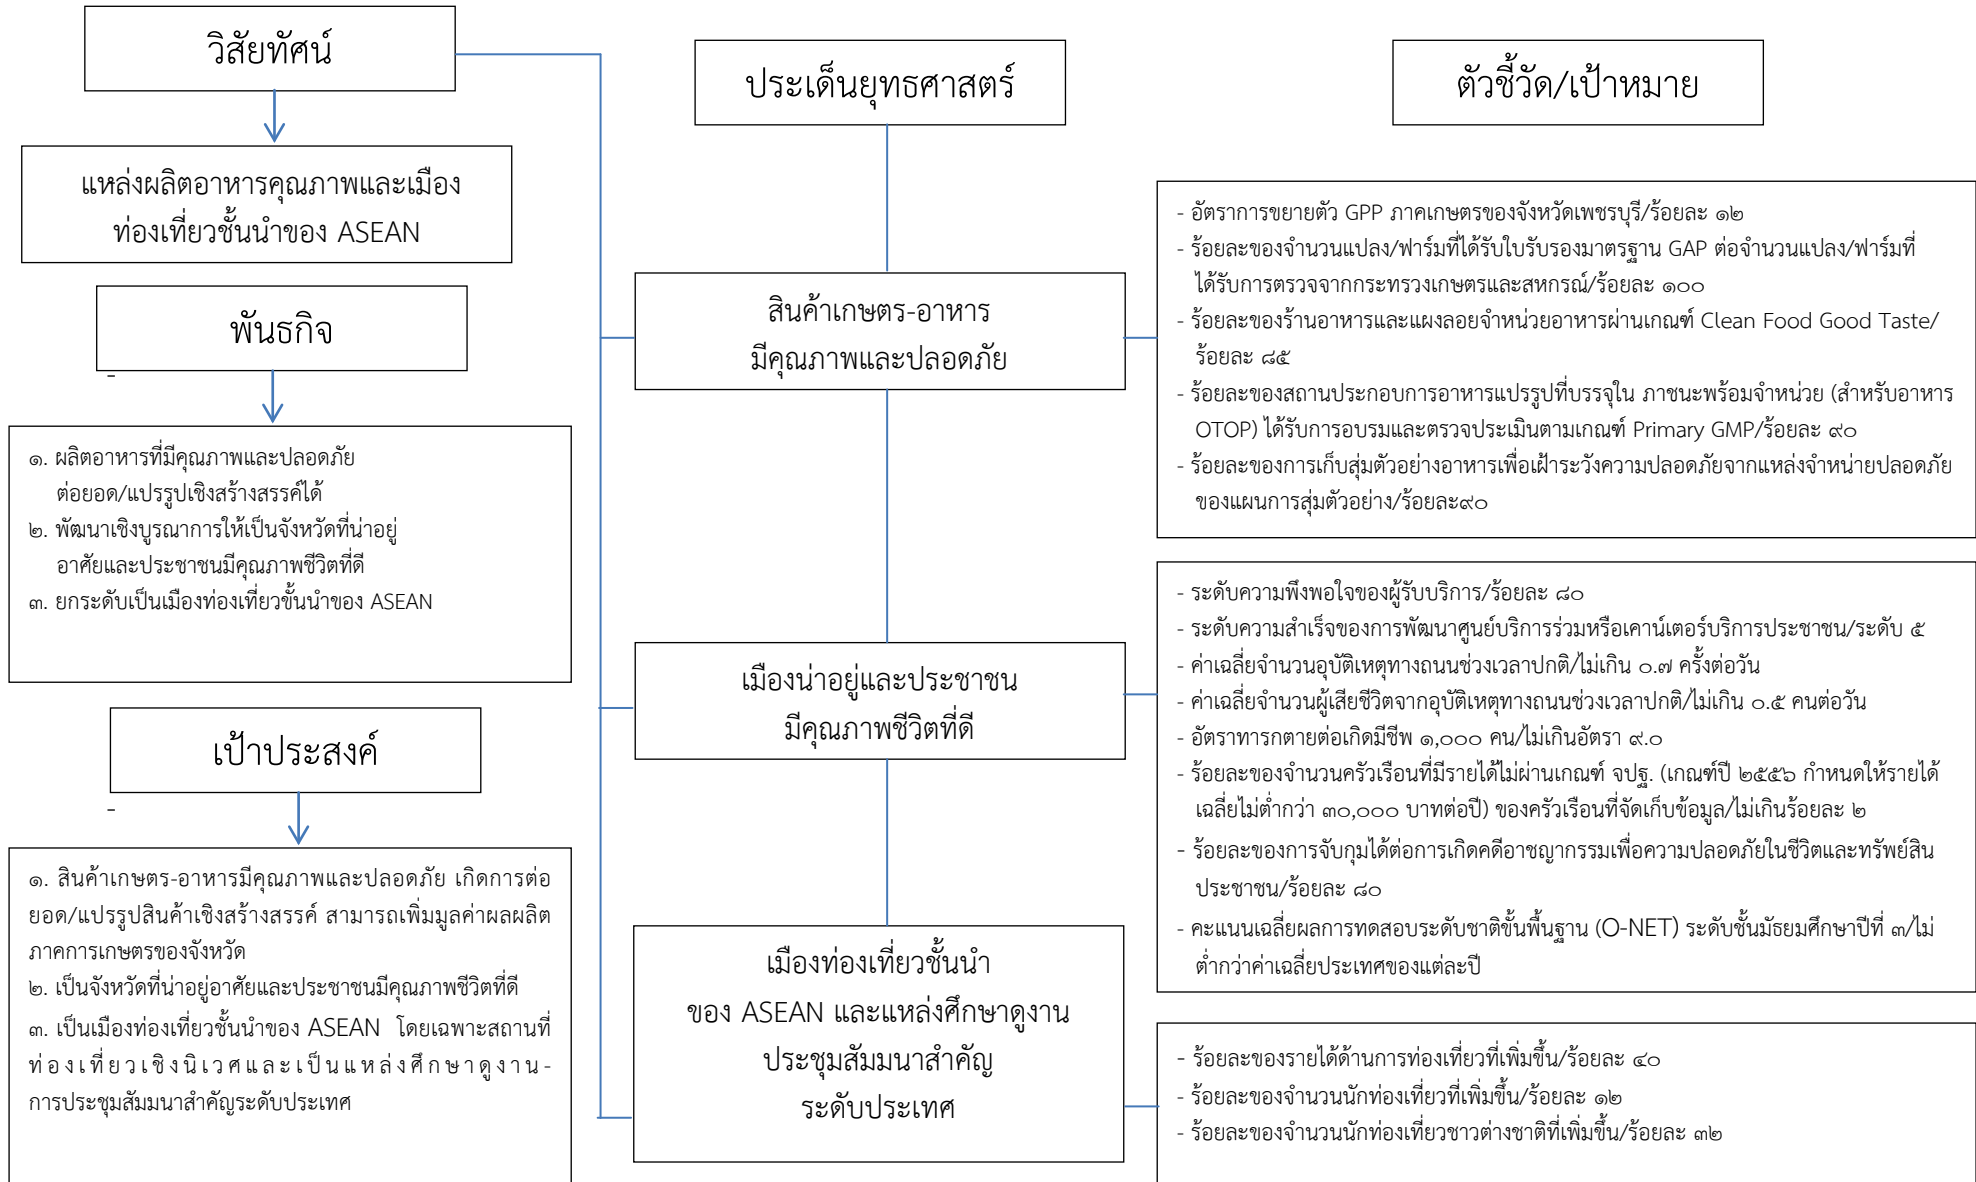 วิสัยทัศน์
แหล่งผลิตอาหารคุณภาพและเมือง
ท่องเที่ยวชั้นนำของ ASEAN
พันธกิจ
-
๑. ผลิตอาหารที่มีคุณภาพและปลอดภัย
ต่อยอด/แปรรูปเชิงสร้างสรรค์ได้
๒. พัฒนาเชิงบูรณาการให้เป็นจังหวัดที่น่าอยู่
อาศัยและประชาชนมีคุณภาพชีวิตที่ดี
๓. ยกระดับเป็นเมืองท่องเที่ยวขั้นนำของ ASEAN
เป้าประสงค์
-
๑. สินค้าเกษตร-อาหารมีคุณภาพและปลอดภัย เกิดการต่อ
ยอด/แปรรูปสินค้าเชิงสร้างสรรค์ สามารถเพิ่มมูลค่าผลผลิต
ภาคการเกษตรของจังหวัด
๒. เป็นจังหวัดที่น่าอยู่อาศัยและประชาชนมีคุณภาพชีวิตที่ดี
๓. เป็นเมืองท่องเที่ยวชั้นนำของ ASEAN โดยเฉพาะสถานที่
ท่องเที่ยวเชิงนิเวศและเป็นแหล่งศึกษาดูงาน-
การประชุมสัมมนาสำคัญระดับประเทศ
ประเด็นยุทธศาสตร์
สินค้าเกษตร-อาหาร
มีคุณภาพและปลอดภัย
เมืองน่าอยู่และประชาชน
มีคุณภาพชีวิตที่ดี
เมืองท่องเที่ยวชั้นนำ
ของ ASEAN และแหล่งศึกษาดูงาน
ประชุมสัมมนาสำคัญ
ระดับประเทศ
ตัวชี้วัด/เป้าหมาย
- อัตราการขยายตัว GPP ภาคเกษตรของจังหวัดเพชรบุรี/ร้อยละ ๑๒
- ร้อยละของจำนวนแปลง/ฟาร์มที่ได้รับใบรับรองมาตรฐาน GAP ต่อจำนวนแปลง/ฟาร์มที่
ได้รับการตรวจจากกระทรวงเกษตรและสหกรณ์/ร้อยละ ๑๐๐
- ร้อยละของร้านอาหารและแผงลอยจำหน่ายอาหารผ่านเกณฑ์ Clean Food Good Taste/
ร้อยละ ๘๕
- ร้อยละของสถานประกอบการอาหารแปรรูปที่บรรจุใน ภาชนะพร้อมจำหน่วย (สำหรับอาหาร
OTOP) ได้รับการอบรมและตรวจประเมินตามเกณฑ์ Primary GMP/ร้อยละ ๙๐
- ร้อยละของการเก็บสุ่มตัวอย่างอาหารเพื่อเฝ้าระวังความปลอดภัยจากแหล่งจำหน่ายปลอดภัย
ของแผนการสุ่มตัวอย่าง/ร้อยละ๙๐
- ระดับความพึงพอใจของผู้รับบริการ/ร้อยละ ๘๐
- ระดับความสำเร็จของการพัฒนาศูนย์บริการร่วมหรือเคาน์เตอร์บริการประชาชน/ระดับ ๕
- ค่าเฉลี่ยจำนวนอุบัติเหตุทางถนนช่วงเวลาปกติ/ไม่เกิน ๐.๗ ครั้งต่อวัน
- ค่าเฉลี่ยจำนวนผู้เสียชีวิตจากอุบัติเหตุทางถนนช่วงเวลาปกติ/ไม่เกิน ๐.๕ คนต่อวัน
- อัตราทารกตายต่อเกิดมีชีพ ๑,๐๐๐ คน/ไม่เกินอัตรา ๙.๐
- ร้อยละของจำนวนครัวเรือนที่มีรายได้ไม่ผ่านเกณฑ์ จปฐ. (เกณฑ์ปี ๒๕๕๖ กำหนดให้รายได้
เฉลี่ยไม่ต่ำกว่า ๓๐,๐๐๐ บาทต่อปี) ของครัวเรือนที่จัดเก็บข้อมูล/ไม่เกินร้อยละ ๒
- ร้อยละของการจับกุมได้ต่อการเกิดคดีอาชญากรรมเพื่อความปลอดภัยในชีวิตและทรัพย์สิน
ประชาชน/ร้อยละ ๘๐
- คะแนนเฉลี่ยผลการทดสอบระดับชาติขั้นพื้นฐาน (O-NET) ระดับชั้นมัธยมศึกษาปีที่ ๓/ไม่
ต่ำกว่าค่าเฉลี่ยประเทศของแต่ละปี
- ร้อยละของรายได้ด้านการท่องเที่ยวที่เพิ่มขึ้น/ร้อยละ ๔๐
- ร้อยละของจำนวนนักท่องเที่ยวที่เพิ่มขึ้น/ร้อยละ ๑๒
- ร้อยละของจำนวนนักท่องเที่ยวชาวต่างชาติที่เพิ่มขึ้น/ร้อยละ ๓๒